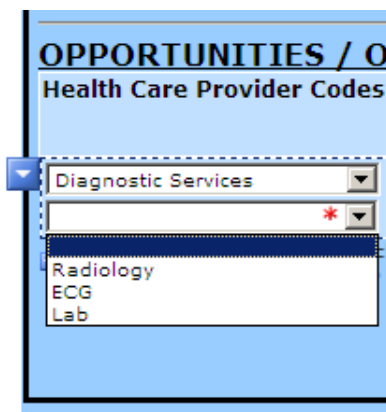 OPPORTUNITIES / O
Health Care Provider Codes
Diagnostic Services
*
Radiology
ECG
Lab